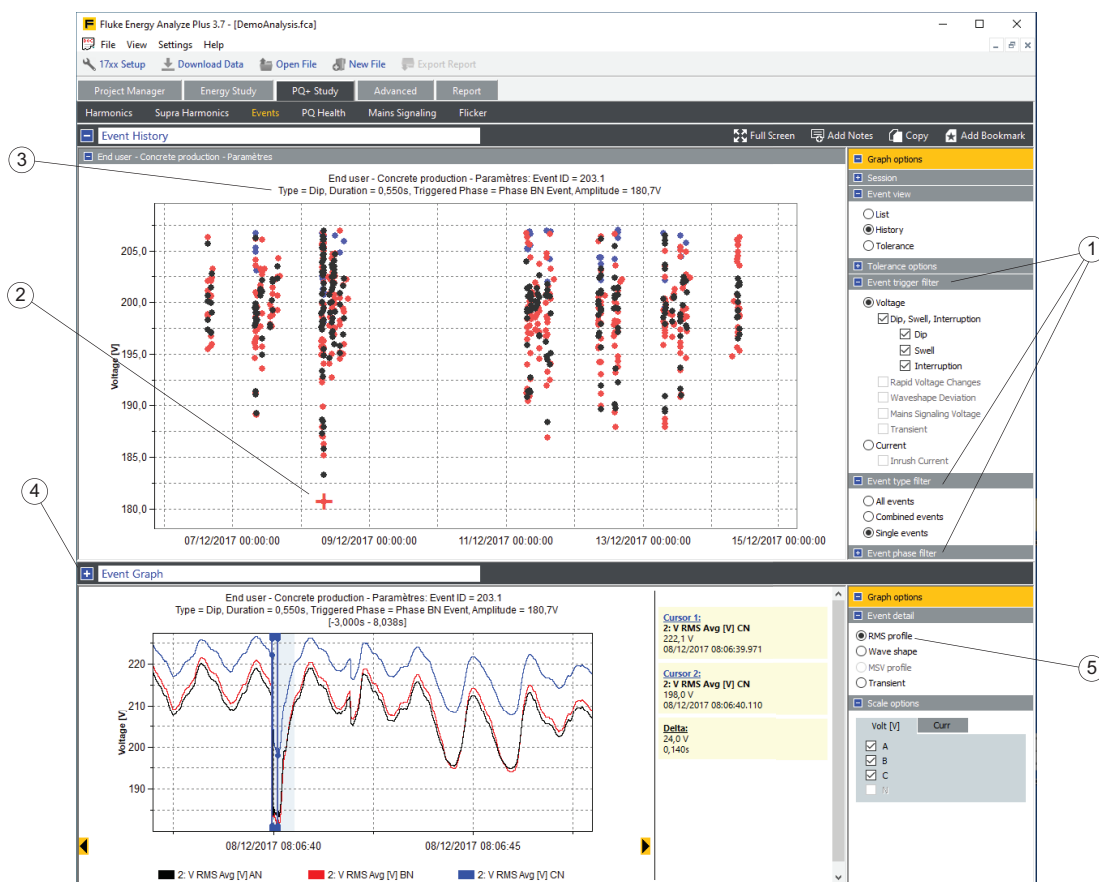 Fluke Energy Analyze Plus 3.7 - [DemoAnalysis.fca]
File View Settings Help
17xx Setup Download Data Open File New File Export Report
Project Manager Energy Study PQ+ Study Advanced Report
Harmonics Supra Harmonics Events PQ Health Mains Signaling Flicker
Event History Full Screen Add Notes Copy Add Bookmark
End user - Concrete production - Paramètres
End user - Concrete production - Paramètres: Event ID = 203.1
Type = Dip, Duration = 0,550s, Triggered Phase = Phase BN Event, Amplitude = 180,7V
Voltage [V]
205,0
200,0
195,0
190,0
185,0
180,0
07/12/2017 00:00:00 09/12/2017 00:00:00 11/12/2017 00:00:00 13/12/2017 00:00:00 15/12/2017 00:00:00
Graph options
Session
Event view
List
History
Tolerance
Tolerance options
Event trigger filter
Voltage
Dip, Swell, Interruption
Dip
Swell
Interruption
Rapid Voltage Changes
Waveshape Deviation
Mains Signaling Voltage
Transient
Current
Inrush Current
Event type filter
All events
Combined events
Single events
Event phase filter
3
2
4
1
5
Event Graph
End user - Concrete production - Paramètres: Event ID = 203.1
Type = Dip, Duration = 0,550s, Triggered Phase = Phase BN Event, Amplitude = 180,7V
[-3,000s - 8,038s]
Voltage [V]
220
210
200
190
08/12/2017 08:06:40 08/12/2017 08:06:45
2: V RMS Avg [V] AN 2: V RMS Avg [V] BN 2: V RMS Avg [V] CN
Cursor 1:
2: V RMS Avg [V] CN
222,1 V
08/12/2017 08:06:39.971
Cursor 2:
2: V RMS Avg [V] CN
198,0 V
08/12/2017 08:06:40.110
Delta:
24,0 V
0,140s
Graph options
Event detail
RMS profile
Wave shape
MSV profile
Transient
Scale options
Volt [V] Curr
A
B
C
N